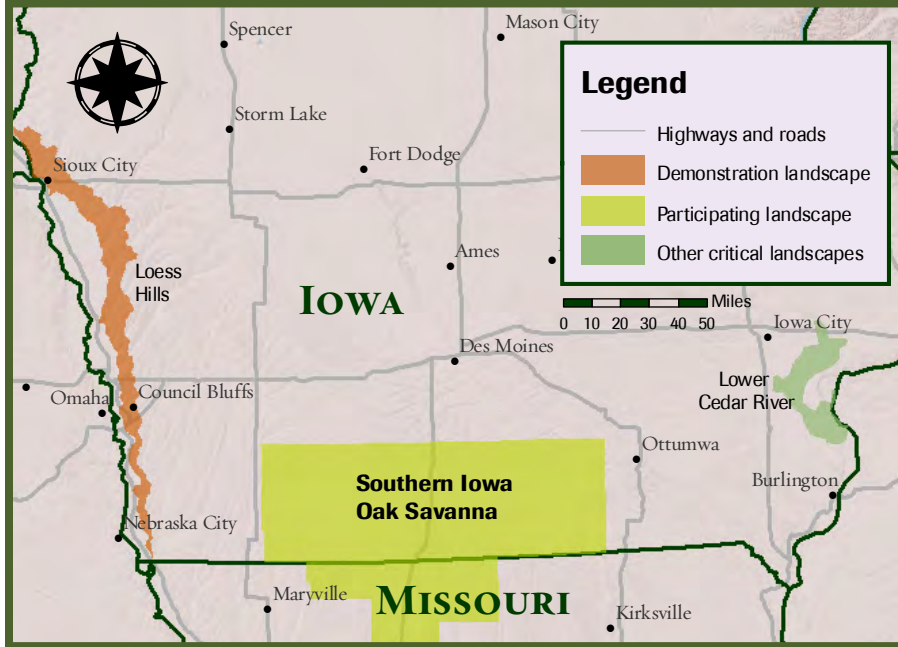 Spencer
Mason City
Legend
Highways and roads
Demonstration landscape
Participating landscape
Other critical landscapes
Storm Lake
Fort Dodge
Sioux City
Ames
Loess
Hills
IOWA
Miles
0 10 20 30 40 50
Iowa City
Des Moines
Lower
Cedar River
Omaha
Council Bluffs
Ottumwa
Southern Iowa
Oak Savanna
Burlington
Nebraska City
Maryville
MISSOURI
Kirksville